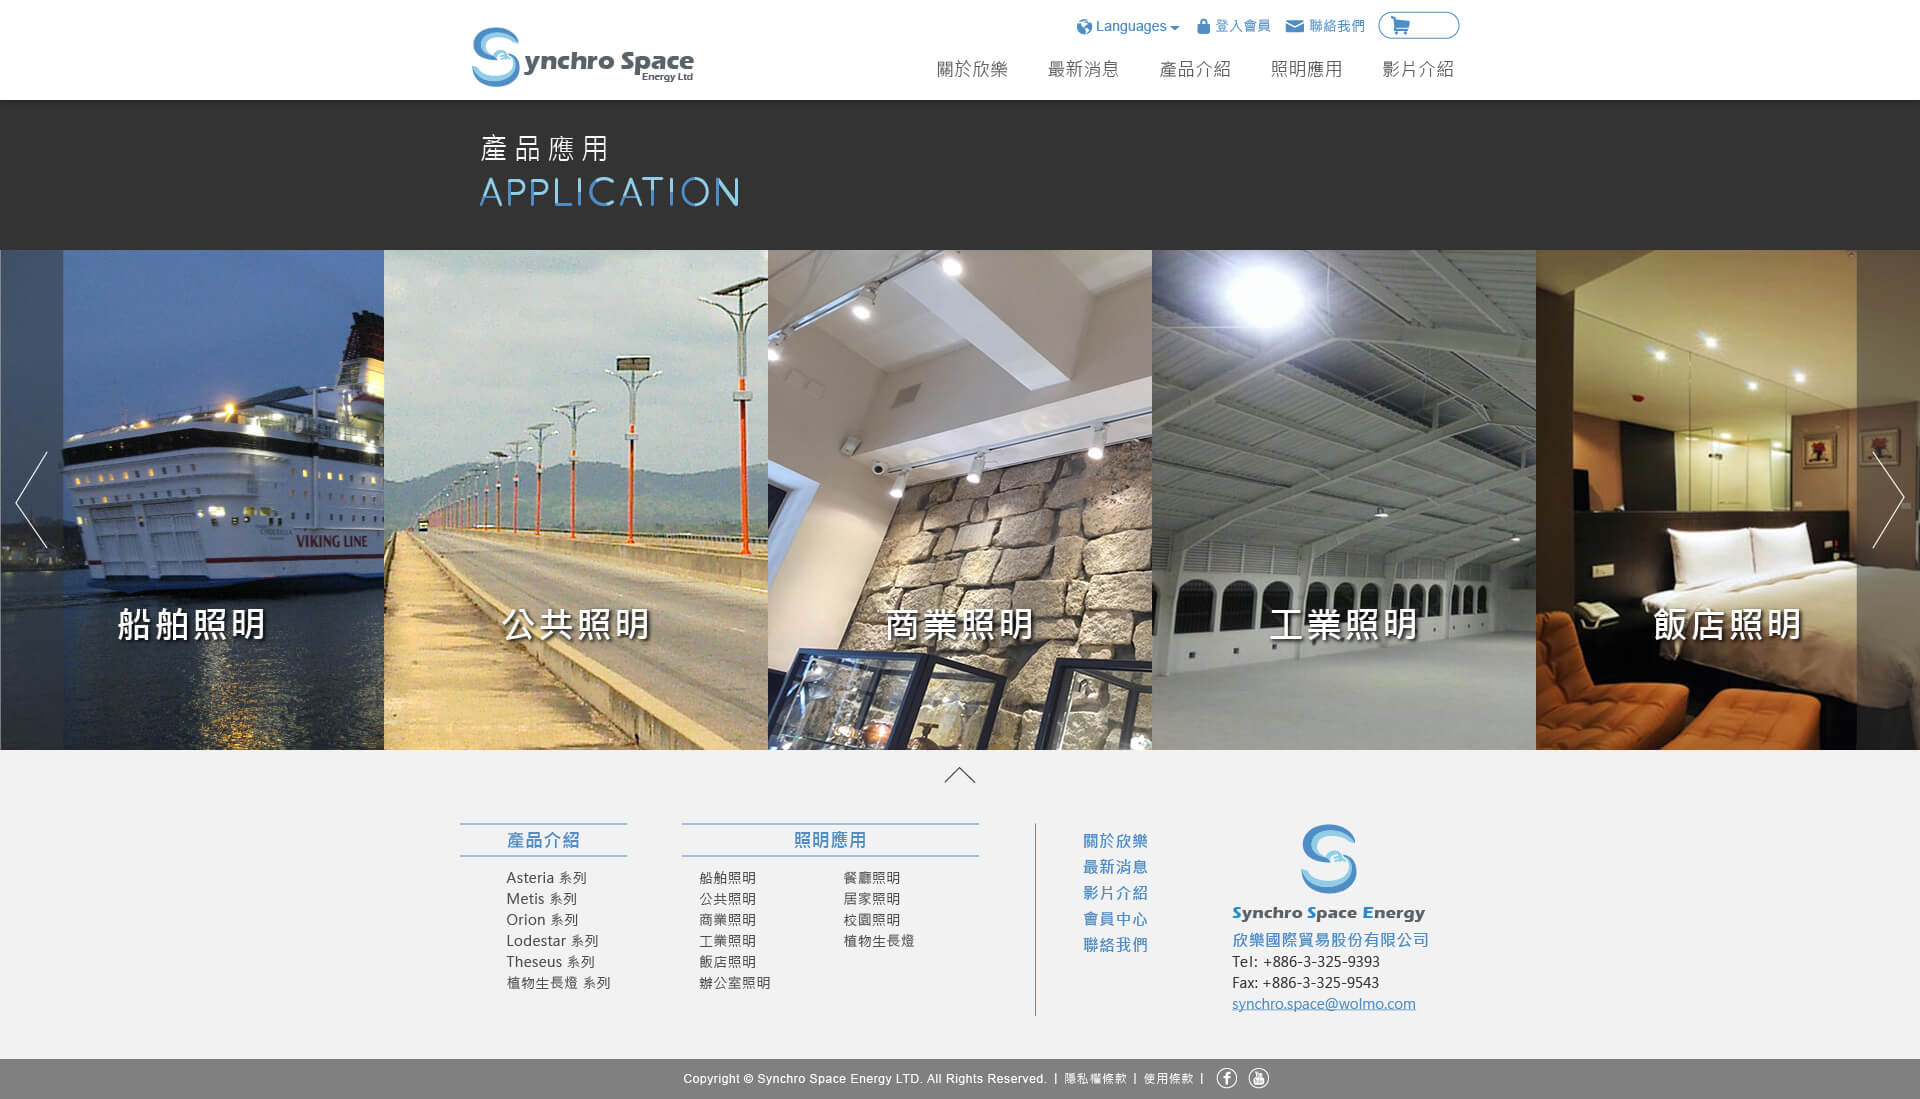 Languages 登入會員 聯絡我們
Synchro Space
Energy Ltd
關於欣樂 最新消息 產品介紹 照明應用 影片介紹
產品應用
APPLICATION
CINDERELLA
VIKING LINE
船舶照明 公共照明 商業照明 工業照明 飯店照明
產品介紹
Asteria 系列
Metis 系列
Orion 系列
Lodestar 系列
Theseus 系列
植物生長燈 系列
照明應用
船舶照明
公共照明
商業照明
工業照明
飯店照明
辦公室照明
餐廳照明
居家照明
校園照明
植物生長燈
關於欣樂
最新消息
影片介紹
會員中心
聯絡我們
Synchro Space Energy
欣樂國際貿易股份有限公司
Tel: +886-3-325-9393
Fax: +886-3-325-9543
synchro.space@wolmo.com
Copyright © Synchro Space Energy LTD. All Rights Reserved. | 隱私權條款 | 使用條款 |